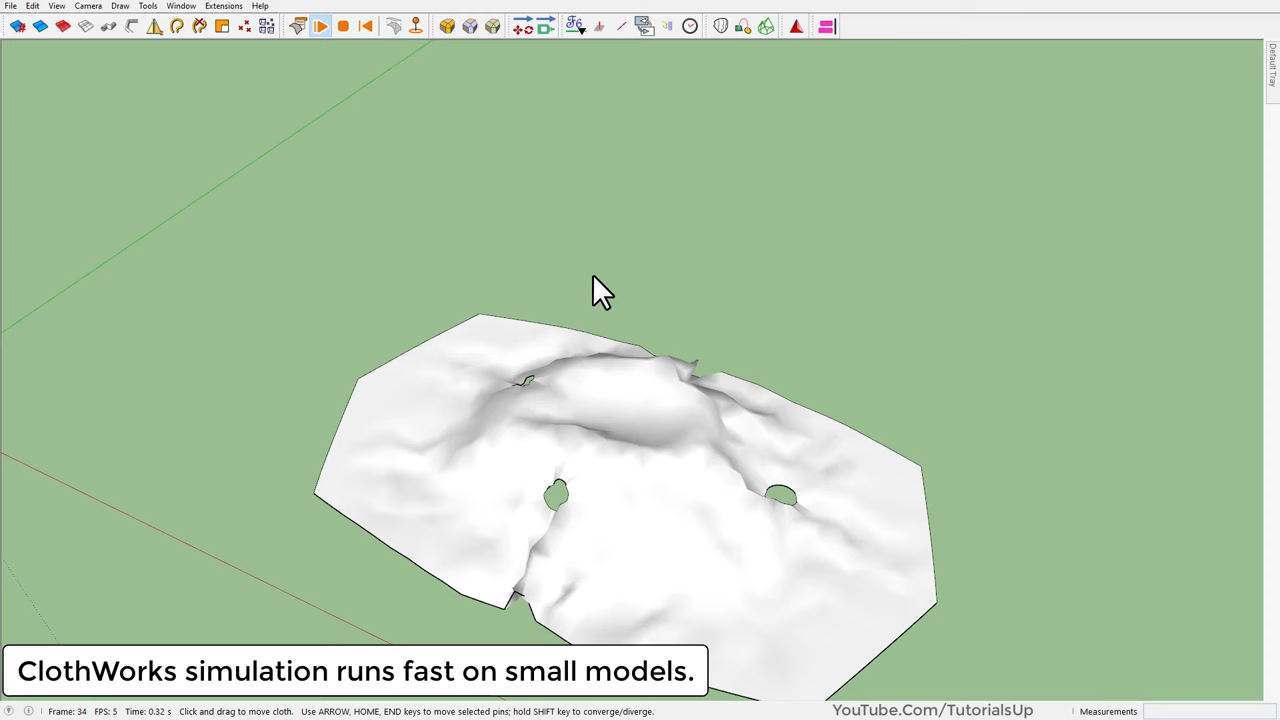 File Edit View Camera Draw Tools Window Extensions Help
Default Tray
ClothWorks simulation runs fast on small models.
Frame: 34 FPS: 5 Time: 0.32 s Click and drag to move cloth. Use ARROW, HOME, END keys to move selected pins; hold SHIFT key to converge/diverge. YouTube.Com/TutorialsUp Measurements